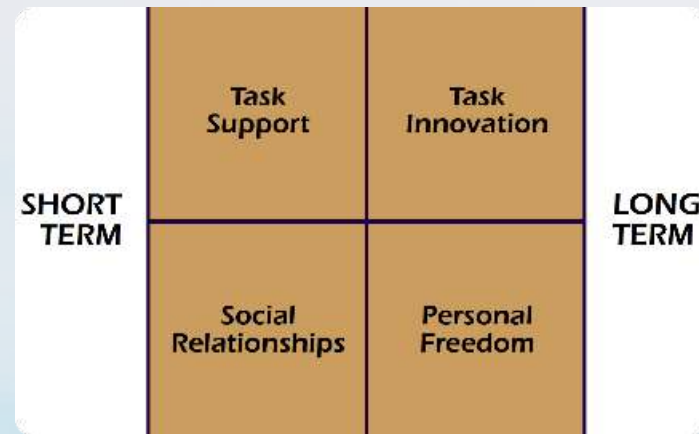 Task
Support
Task
Innovation
SHORT
TERM
LONG
TERM
Social
Relationships
Personal
Freedom